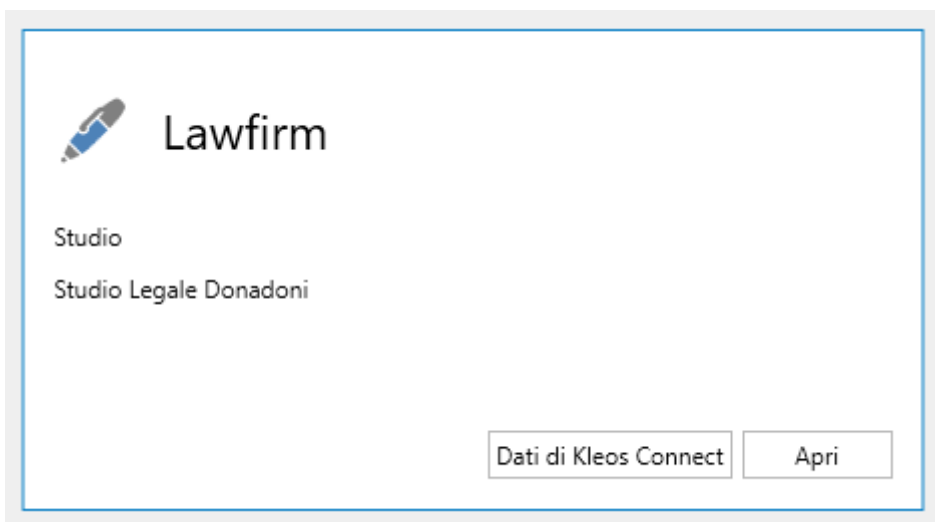 Lawfirm
Studio
Studio Legale Donadoni
Dati di Kleos Connect
Apri